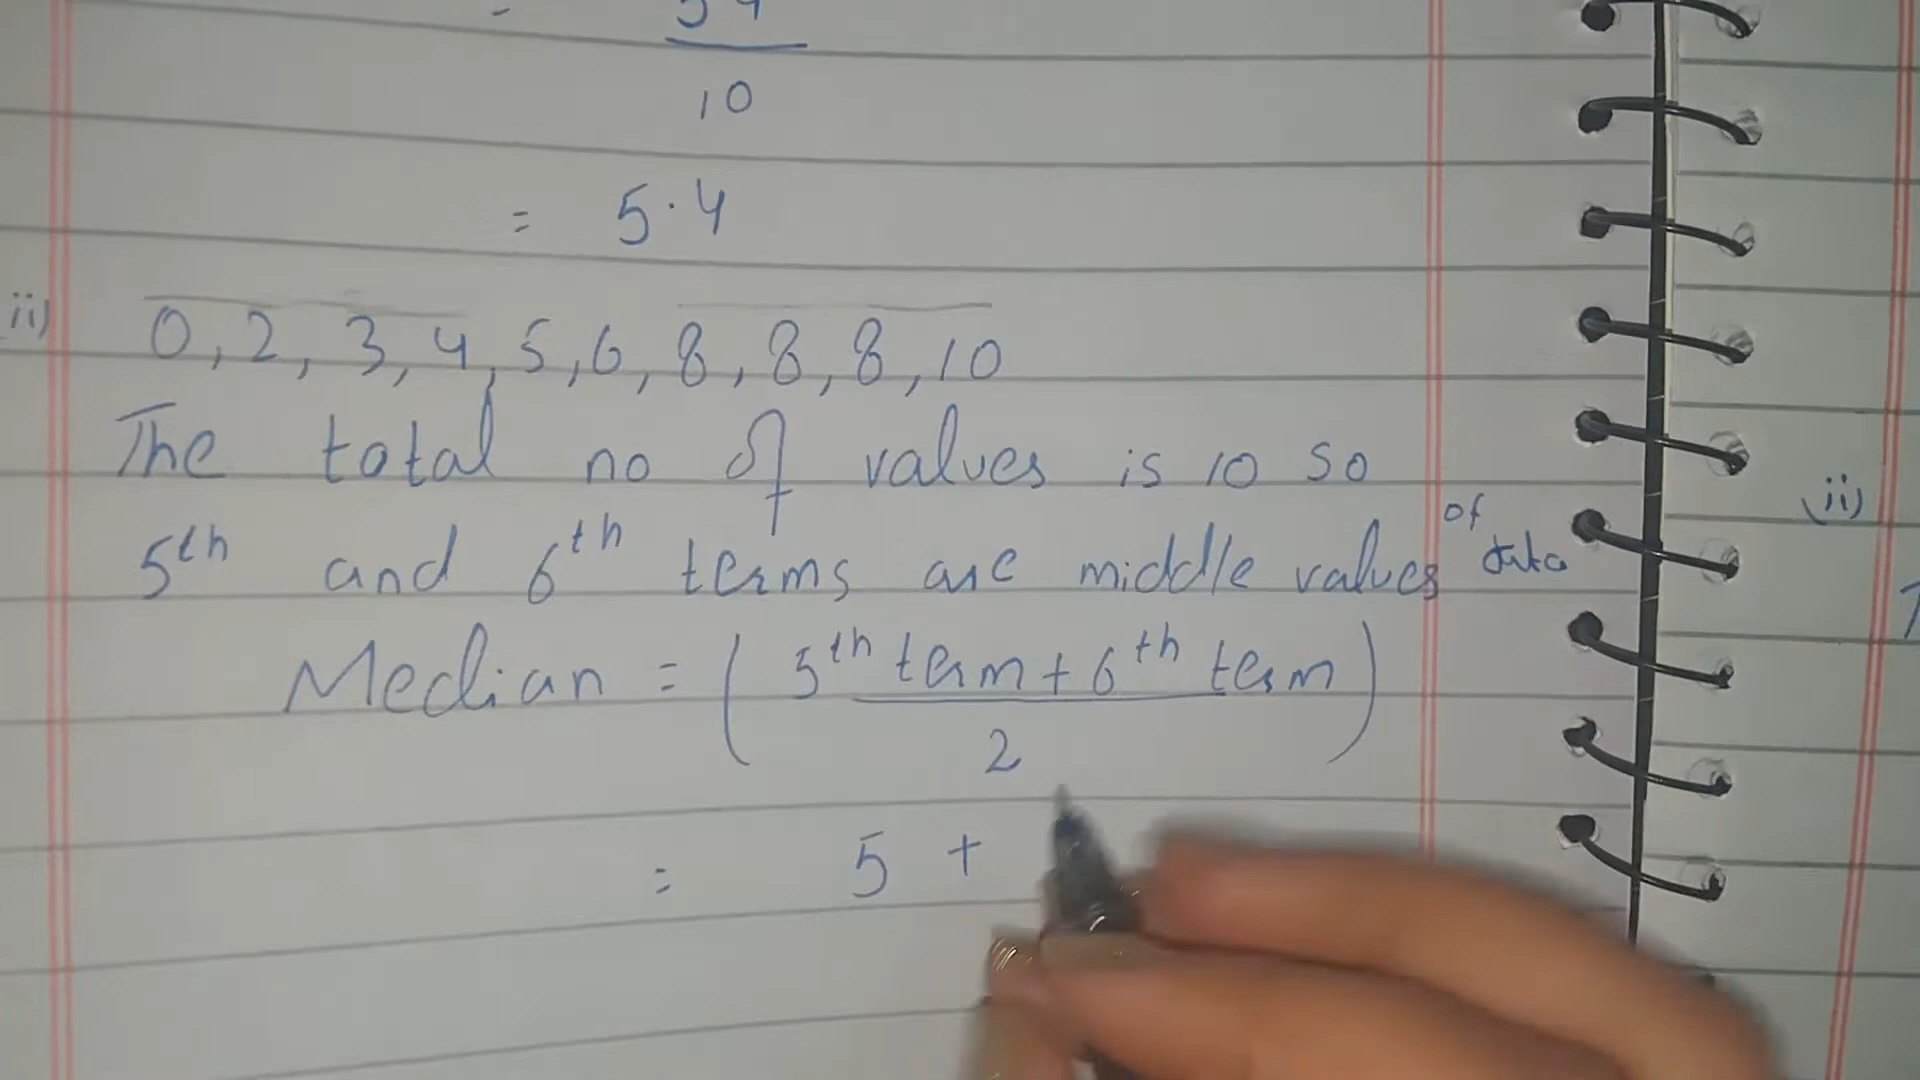 =
10
= 5.4
ii) 0, 2, 3, 4, 5, 6, 8, 8, 8, 10
The total no of values is 10 so
5th and 6th terms are middle values of data
Median = ( 5th term + 6th term )
2
= 5 +
(ii)